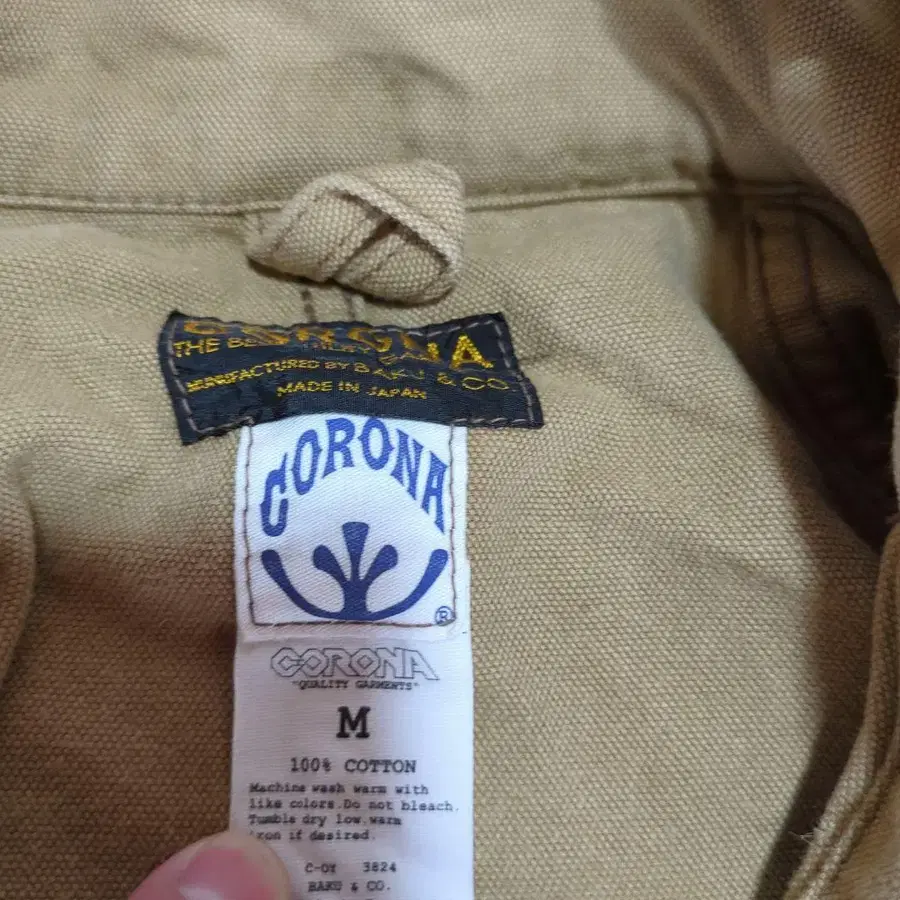 CORONA
THE BE
MANUFACTURED BY BAKU & CO.
MADE IN JAPAN
CORONA
®
CORONA
"QUALITY GARMENTS"
M
100% COTTON
Machine wash warm with
like colors.Do not bleach.
Tumble dry low.warm
iron if desired.
C-OY 3824
BAKU & CO.